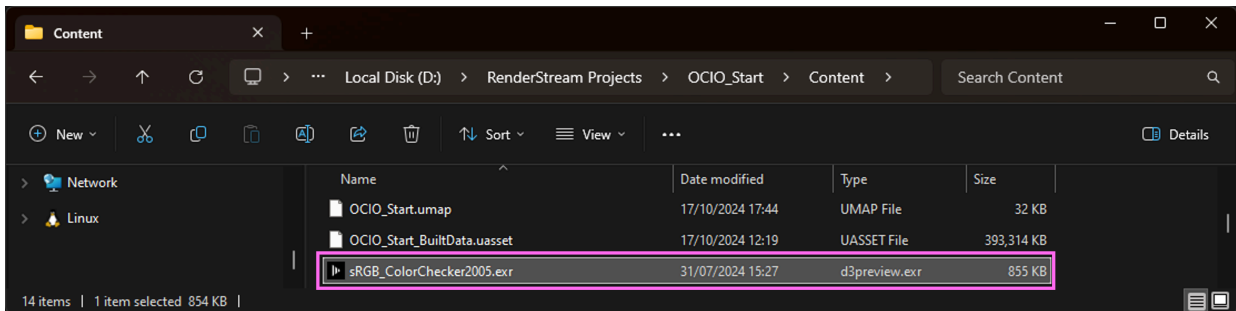 Content
Local Disk (D:) > RenderStream Projects > OCIO_Start > Content >
Search Content
New
Sort
View
Details
Network
Linux
Name Date modified Type Size
OCIO_Start.umap 17/10/2024 17:44 UMAP File 32 KB
OCIO_Start_BuiltData.uasset 17/10/2024 12:19 UASSET File 393,314 KB
sRGB_ColorChecker2005.exr 31/07/2024 15:27 d3preview.exr 855 KB
14 items | 1 item selected 854 KB |